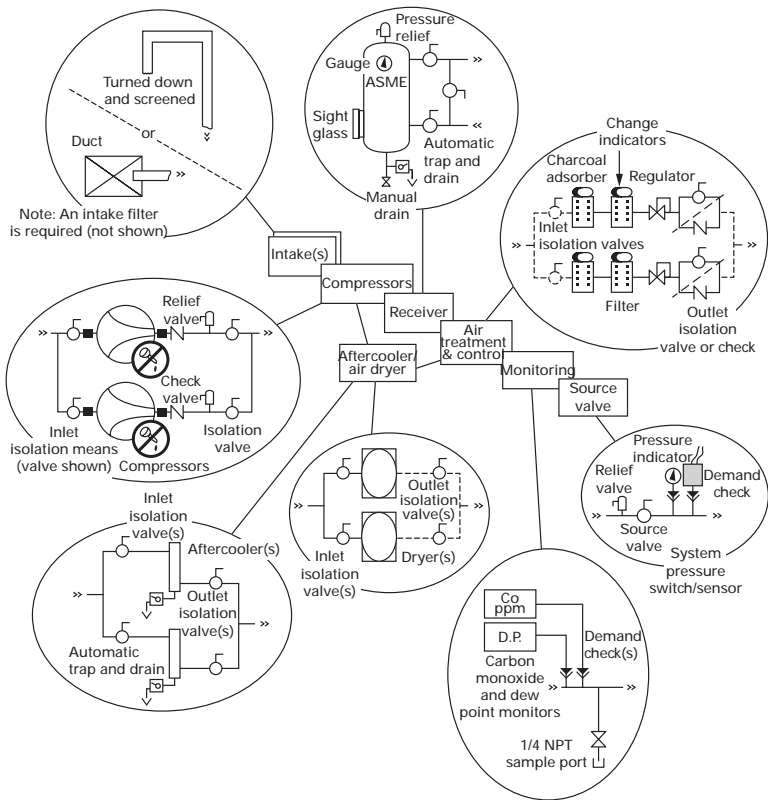 Turned down
and screened
or
Duct
Note: An intake filter
is required (not shown)
Pressure
relief
Gauge
ASME
Sight
glass
Automatic
trap and
drain
Manual
drain
Change
indicators
Charcoal
adsorber
Regulator
Inlet
isolation valves
Filter
Outlet
isolation
valve or check
Intake(s)
Compressors
Receiver
Air
treatment
& control
Aftercooler/
air dryer
Monitoring
Source
valve
Relief
valve
Check
valve
Inlet
isolation means
(valve shown)
Compressors
Isolation
valve
Outlet
isolation
valve(s)
Inlet
isolation
valve(s)
Dryer(s)
Pressure
indicator
Relief
valve
Demand
check
Source
valve
System
pressure
switch/sensor
Inlet
isolation
valve(s)
Aftercooler(s)
Outlet
isolation
valve(s)
Automatic
trap and drain
Co
ppm
D.P.
Demand
check(s)
Carbon
monoxide
and dew
point monitors
1/4 NPT
sample port